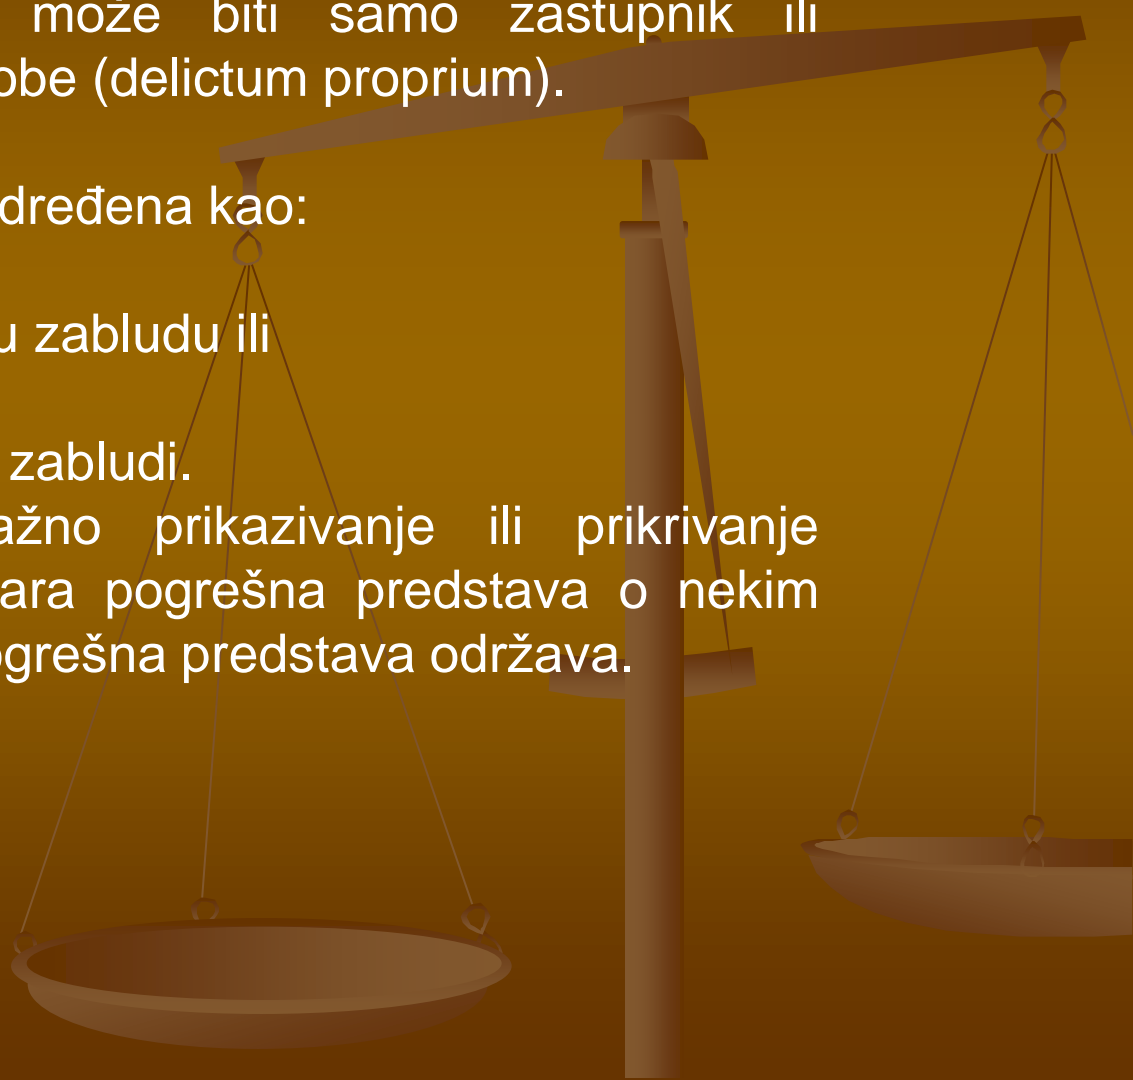 može biti samo zastupnik ili
obe (delictum proprium).
dređena kao:
u zabludu ili
zabludi.
ažno prikazivanje ili prikrivanje
ara pogrešna predstava o nekim
ogrešna predstava održava.